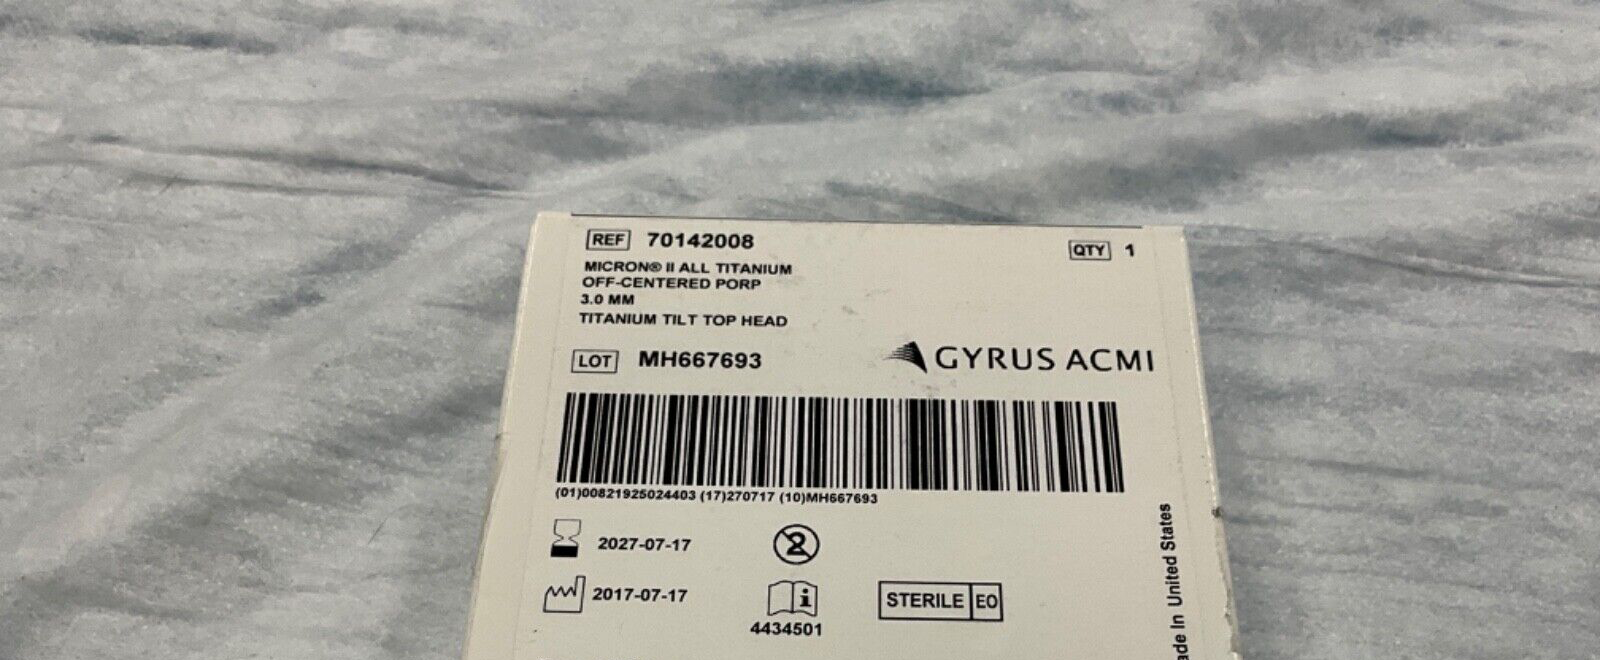 REF 70142008
QTY 1
MICRON® II ALL TITANIUM
OFF-CENTERED PORP
3.0 MM
TITANIUM TILT TOP HEAD
LOT MH667693
GYRUS ACMI
(01)00821925024403 (17)270717 (10)MH667693
2027-07-17
2
2017-07-17
i
4434501
STERILE EO
In United States